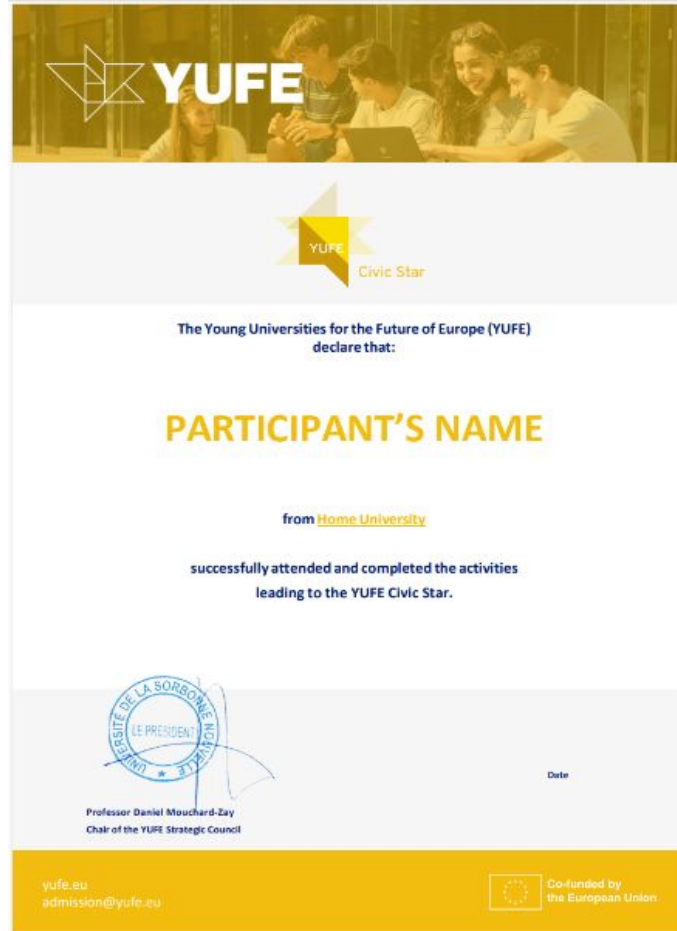 YUFE
YUFE
Civic Star
The Young Universities for the Future of Europe (YUFE)
declare that:
PARTICIPANT’S NAME
from Home University
successfully attended and completed the activities
leading to the YUFE Civic Star.
UNIVERSITÉ DE LA SORBONNE NOUVELLE
LE PRESIDENT
Date
Professor Daniel Mouchard-Zay
Chair of the YUFE Strategic Council
yufe.eu
admission@yufe.eu
Co-funded by
the European Union